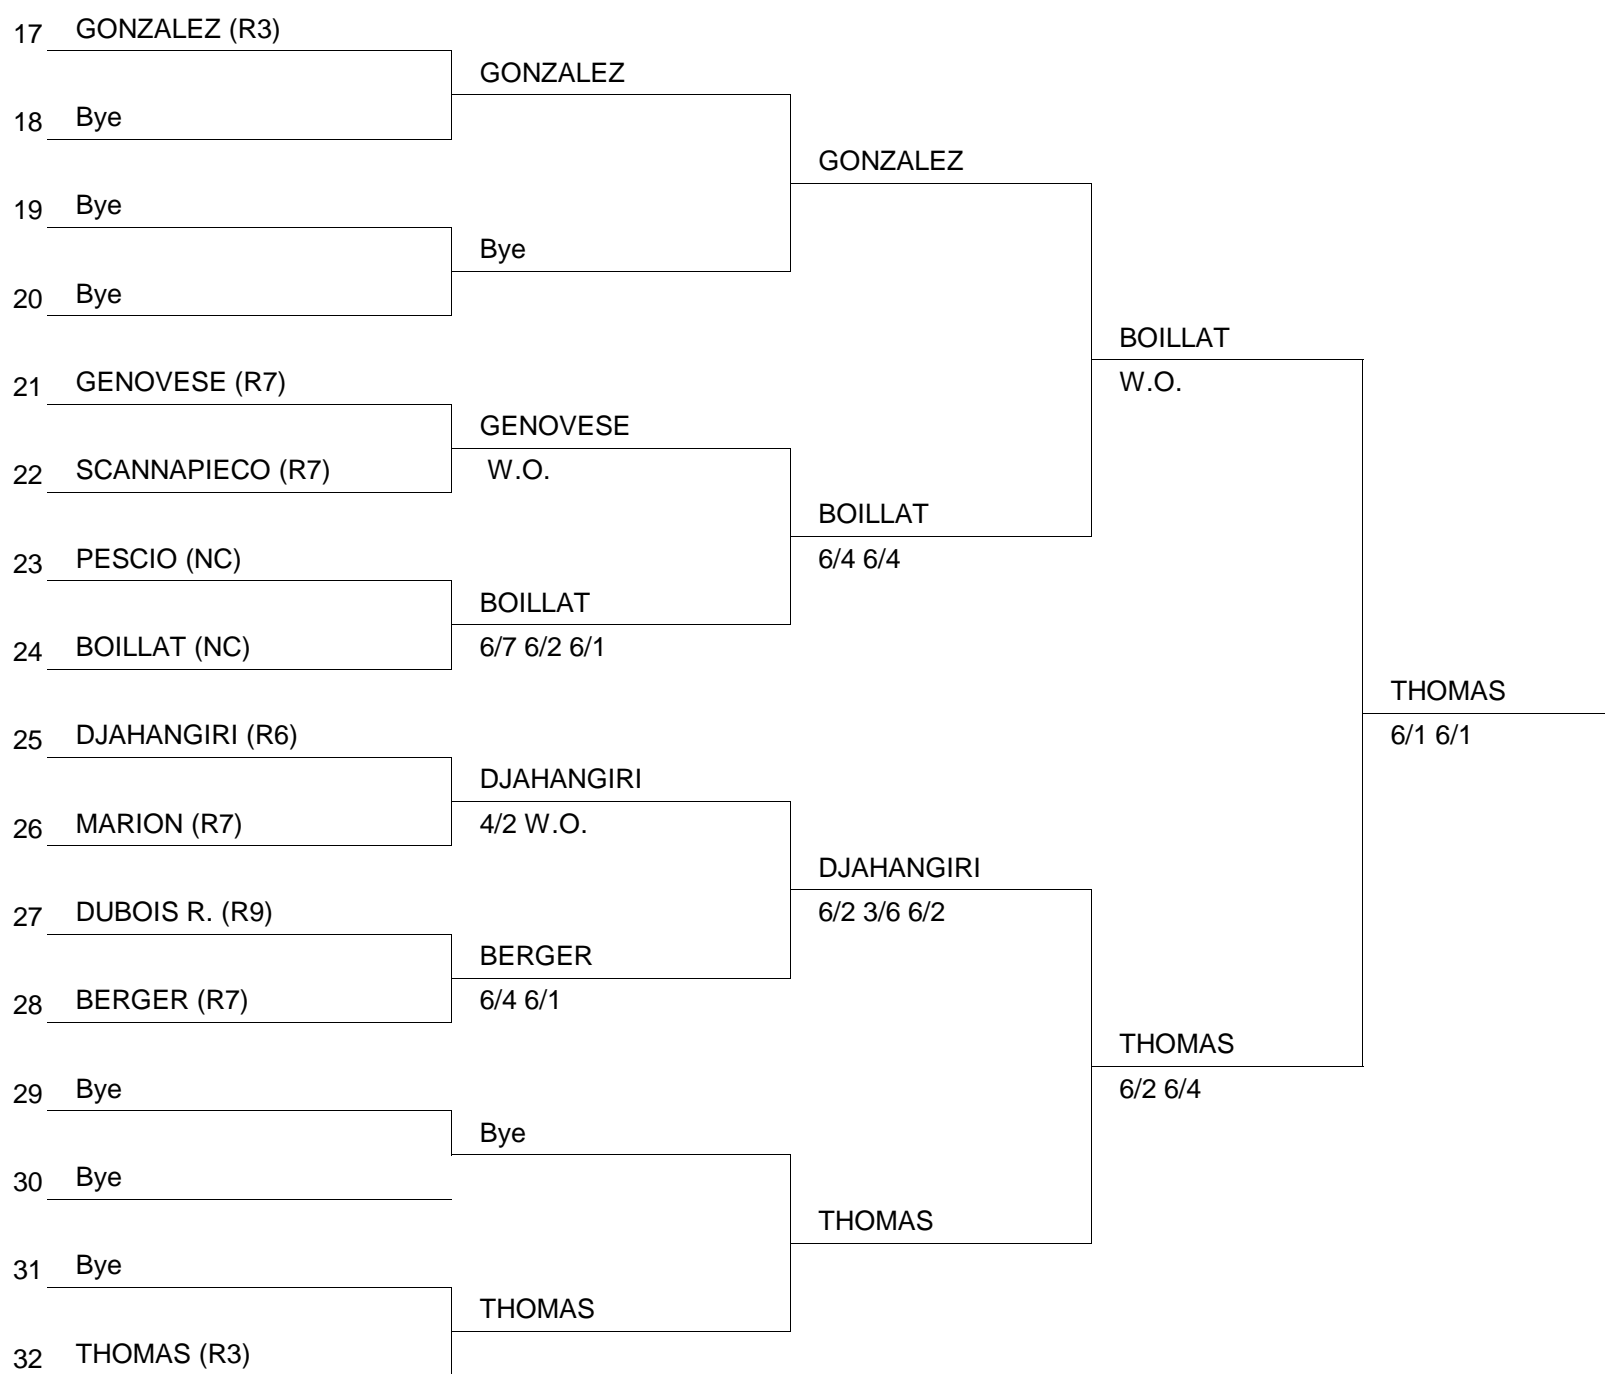 17 GONZALEZ (R3)
GONZALEZ
18 Bye
GONZALEZ
19 Bye
Bye
20 Bye
BOILLAT
21 GENOVESE (R7)
W.O.
GENOVESE
22 SCANNAPIECO (R7)
W.O.
BOILLAT
23 PESCIO (NC)
6/4 6/4
BOILLAT
24 BOILLAT (NC)
6/7 6/2 6/1
THOMAS
25 DJAHANGIRI (R6)
6/1 6/1
DJAHANGIRI
26 MARION (R7)
4/2 W.O.
DJAHANGIRI
27 DUBOIS R. (R9)
6/2 3/6 6/2
BERGER
28 BERGER (R7)
6/4 6/1
THOMAS
29 Bye
6/2 6/4
Bye
30 Bye
THOMAS
31 Bye
THOMAS
32 THOMAS (R3)